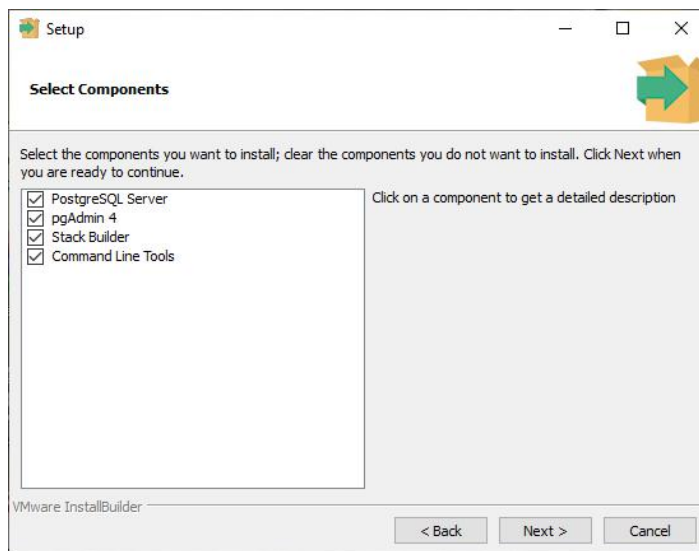 Setup
Select Components
Select the components you want to install; clear the components you do not want to install. Click Next when
you are ready to continue.
PostgreSQL Server
pgAdmin 4
Stack Builder
Command Line Tools
Click on a component to get a detailed description
VMware InstallBuilder
< Back
Next >
Cancel